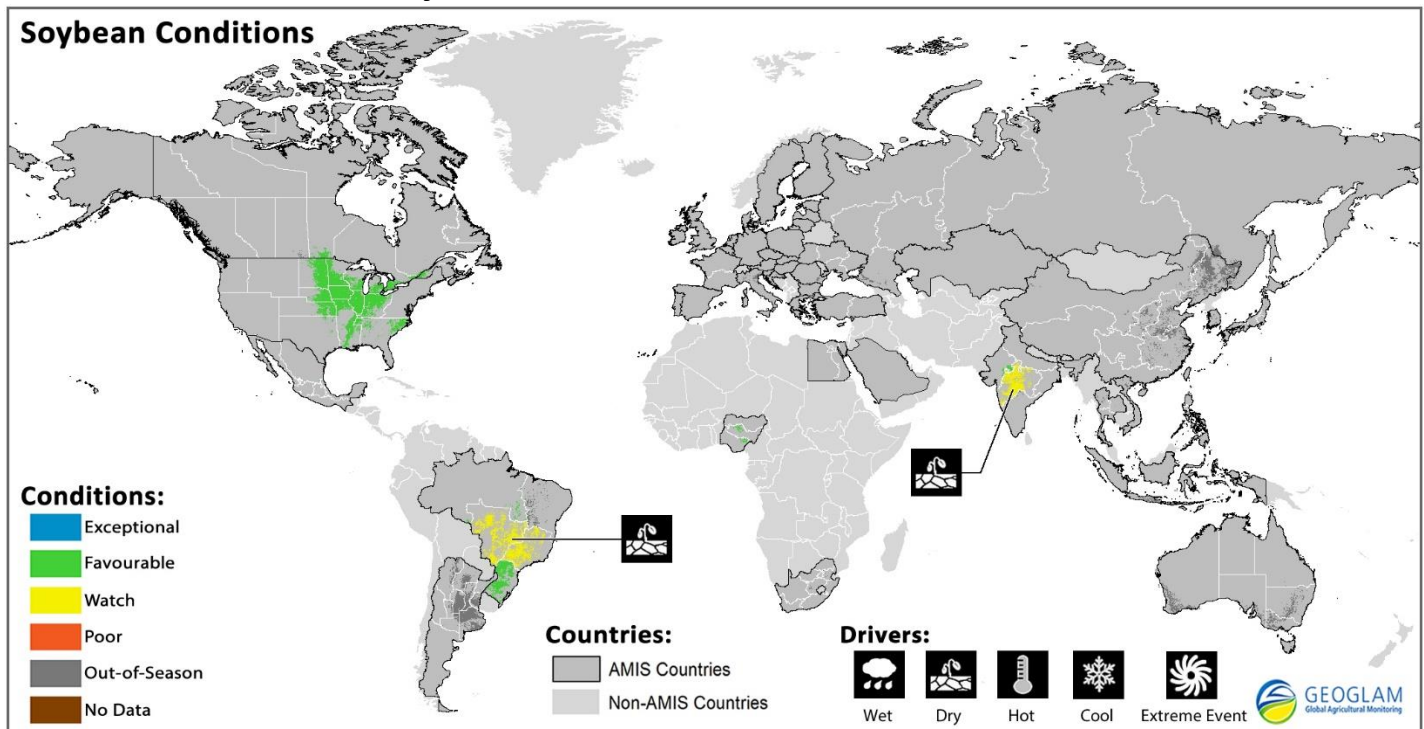 Soybean Conditions
Conditions:
Exceptional
Favourable
Watch
Poor
Out-of-Season
No Data
Countries:
AMIS Countries
Non-AMIS Countries
Drivers:
Wet
Dry
Hot
Cool
Extreme Event
GEOGLAM
Global Agricultural Monitoring